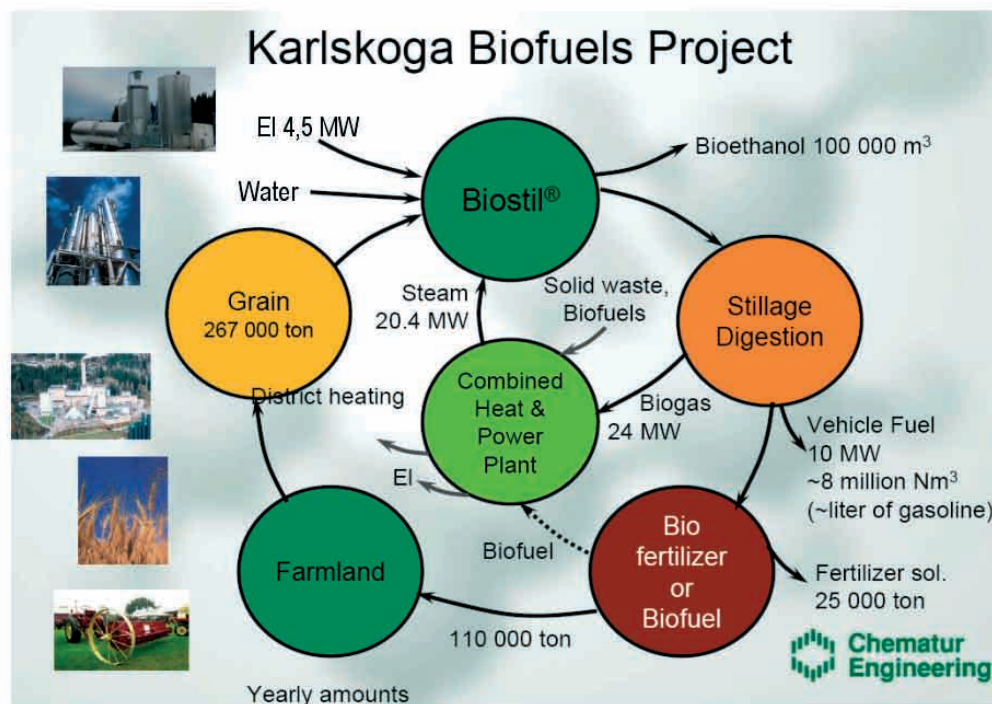 Karlskoga Biofuels Project
El 4,5 MW
Water
Biostil®
Bioethanol 100 000 m³
Grain
267 000 ton
Steam
20.4 MW
Solid waste,
Biofuels
Stillage
Digestion
District heating
Combined
Heat &
Power
Plant
Biogas
24 MW
Vehicle Fuel
10 MW
~8 million Nm³
(~liter of gasoline)
El
Biofuel
Farmland
Bio
fertilizer
or
Biofuel
Fertilizer sol.
25 000 ton
110 000 ton
Chematur
Engineering
Yearly amounts